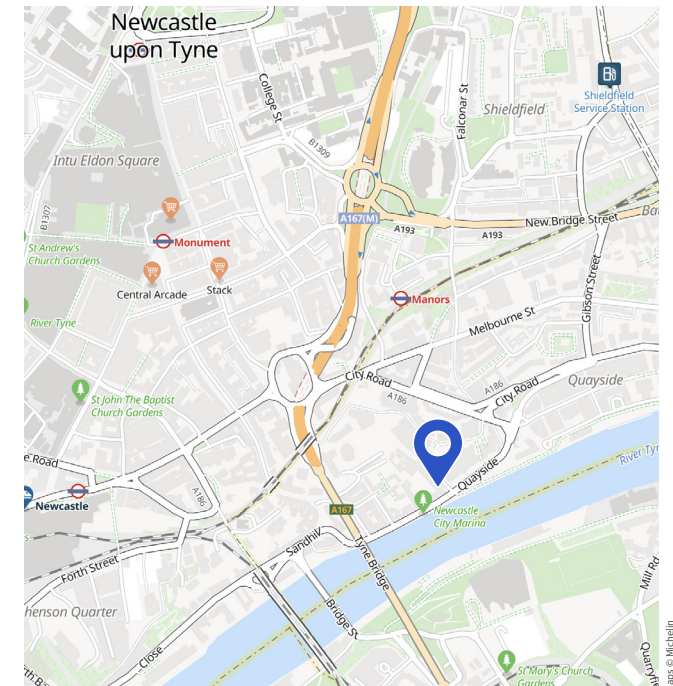 Newcastle
upon Tyne
College St
Falconar St
Shieldfield
Shieldfield
Service Station
B1309
Intu Eldon Square
B1307
A167(M)
New Bridge Street
A193
A193
Monument
St Andrew's
Church Gardens
Central Arcade
Stack
Manors
Gibson Street
Melbourne St
River Tyne
City Road
A186
A186
City Road
Quayside
St John The Baptist
Church Gardens
Quayside
Newcastle
A186
A167
Newcastle
City Marina
Sandhill
Tyne Bridge
Forth Street
Bridge St
Close
Mill Rd
St Mary's Church
Gardens
aps © Michelin